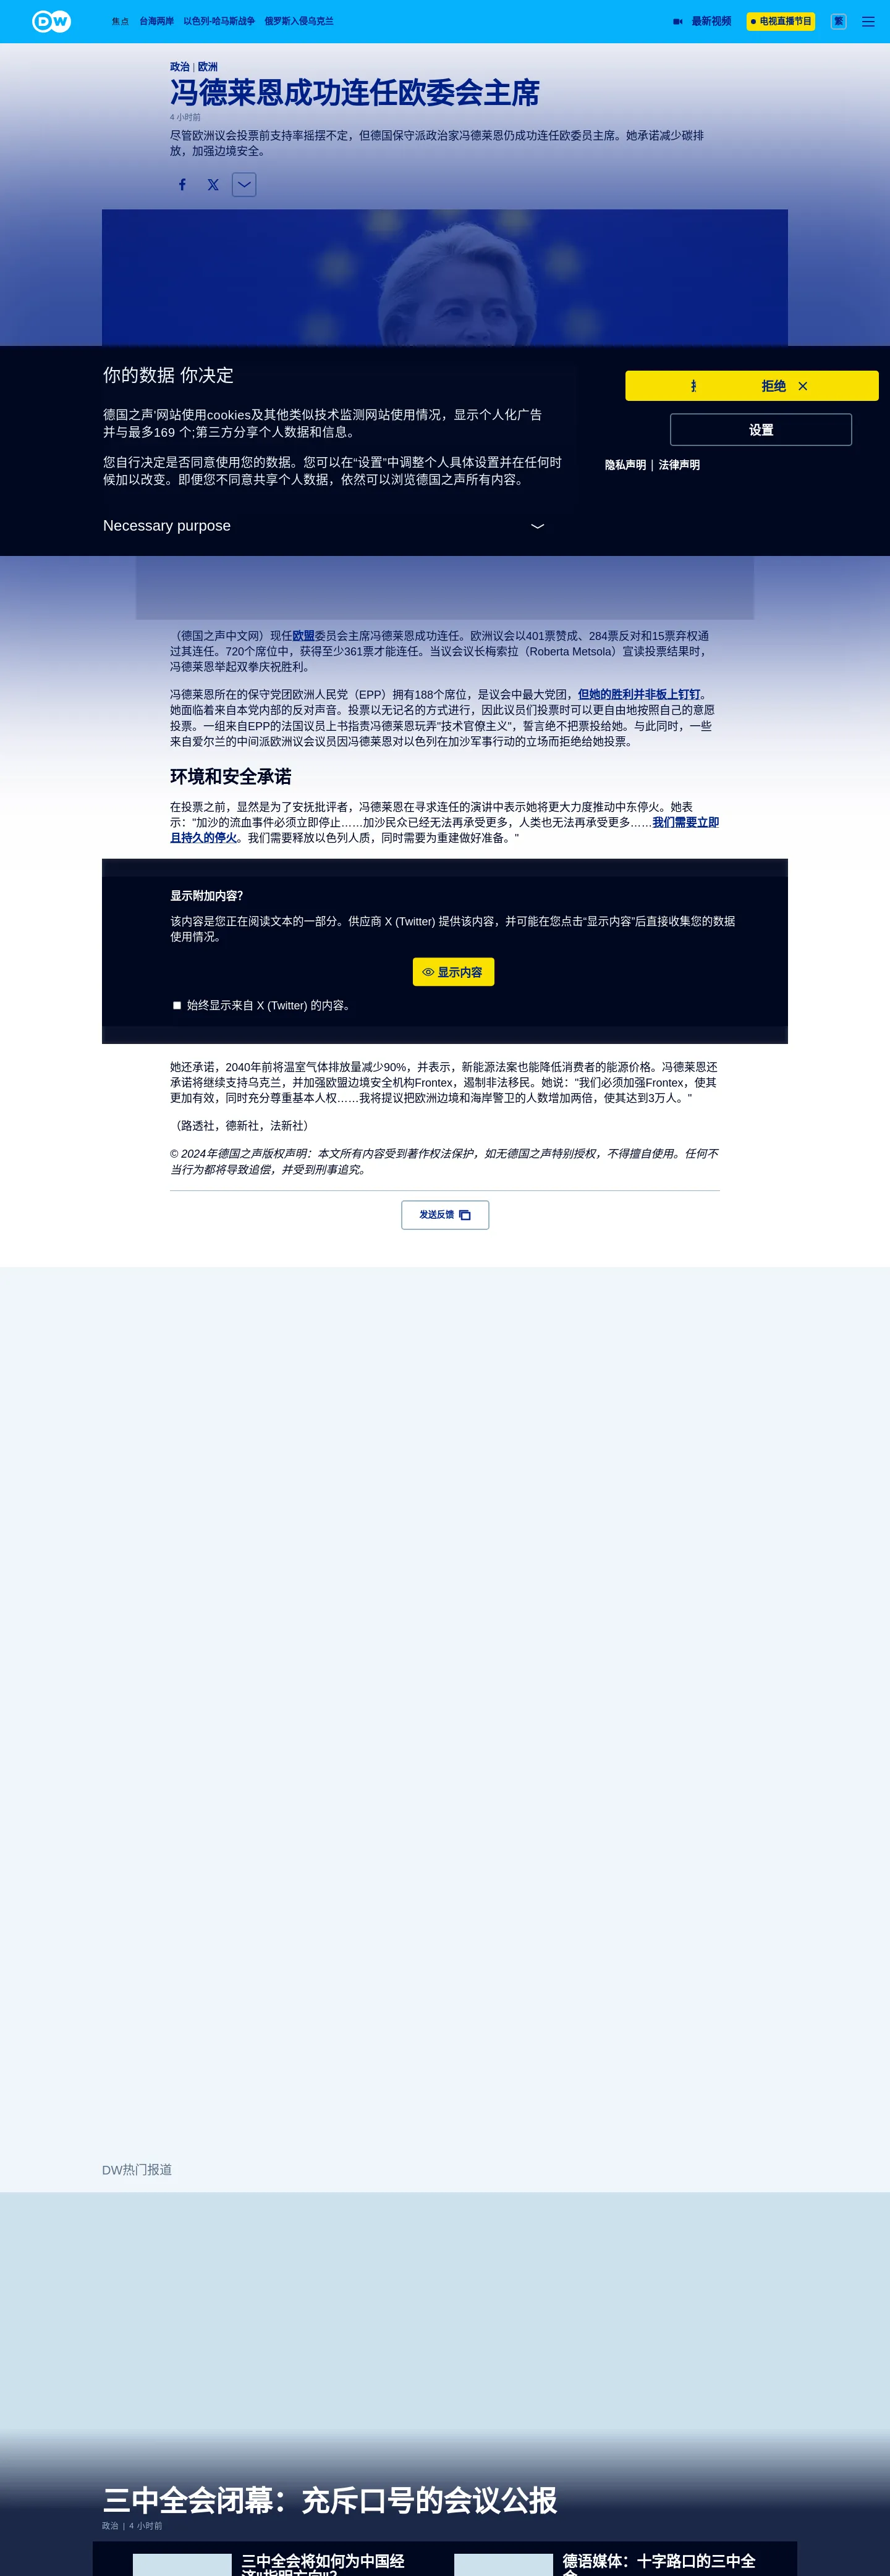 DW
焦点 台海两岸 以色列-哈马斯战争 俄罗斯入侵乌克兰 最新视频 电视直播节目 繁
政治 | 欧洲
冯德莱恩成功连任欧委会主席
4 小时前
尽管欧洲议会投票前支持率摇摆不定，但德国保守派政治家冯德莱恩仍成功连任欧委员主席。她承诺减少碳排
放，加强边境安全。
你的数据 你决定
德国之声'网站使用cookies及其他类似技术监测网站使用情况，显示个人化广告
并与最多169 个;第三方分享个人数据和信息。
您自行决定是否同意使用您的数据。您可以在“设置”中调整个人具体设置并在任何时
候加以改变。即便您不同意共享个人数据，依然可以浏览德国之声所有内容。
Necessary purpose
拒绝
设置
隐私声明 | 法律声明
（德国之声中文网）现任欧盟委员会主席冯德莱恩成功连任。欧洲议会以401票赞成、284票反对和15票弃权通
过其连任。720个席位中，获得至少361票才能连任。当议会议长梅索拉（Roberta Metsola）宣读投票结果时，
冯德莱恩举起双拳庆祝胜利。
冯德莱恩所在的保守党团欧洲人民党（EPP）拥有188个席位，是议会中最大党团，但她的胜利并非板上钉钉。
她面临着来自本党内部的反对声音。投票以无记名的方式进行，因此议员们投票时可以更自由地按照自己的意愿
投票。一组来自EPP的法国议员上书指责冯德莱恩玩弄"技术官僚主义"，誓言绝不把票投给她。与此同时，一些
来自爱尔兰的中间派欧洲议会议员因冯德莱恩对以色列在加沙军事行动的立场而拒绝给她投票。
环境和安全承诺
在投票之前，显然是为了安抚批评者，冯德莱恩在寻求连任的演讲中表示她将更大力度推动中东停火。她表
示："加沙的流血事件必须立即停止……加沙民众已经无法再承受更多，人类也无法再承受更多……我们需要立即
且持久的停火。我们需要释放以色列人质，同时需要为重建做好准备。"
显示附加内容？
该内容是您正在阅读文本的一部分。供应商 X (Twitter) 提供该内容，并可能在您点击“显示内容”后直接收集您的数据
使用情况。
显示内容
始终显示来自 X (Twitter) 的内容。
她还承诺，2040年前将温室气体排放量减少90%，并表示，新能源法案也能降低消费者的能源价格。冯德莱恩还
承诺将继续支持乌克兰，并加强欧盟边境安全机构Frontex，遏制非法移民。她说："我们必须加强Frontex，使其
更加有效，同时充分尊重基本人权……我将提议把欧洲边境和海岸警卫的人数增加两倍，使其达到3万人。"
（路透社，德新社，法新社）
© 2024年德国之声版权声明：本文所有内容受到著作权法保护，如无德国之声特别授权，不得擅自使用。任何不
当行为都将导致追偿，并受到刑事追究。
发送反馈
DW热门报道
三中全会闭幕：充斥口号的会议公报
政治 | 4 小时前
三中全会将如何为中国经
济"指明方向"？
德语媒体：十字路口的三中全
会